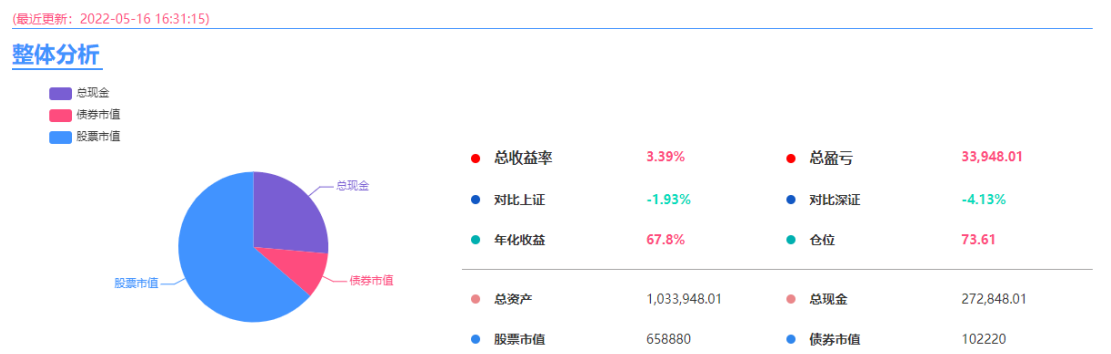 (最近更新：2022-05-16 16:31:15)
整体分析
总现金
债券市值
股票市值
总现金
债券市值
股票市值
总收益率 3.39% 总盈亏 33,948.01
对比上证 -1.93% 对比深证 -4.13%
年化收益 67.8% 仓位 73.61
总资产 1,033,948.01 总现金 272,848.01
股票市值 658880 债券市值 102220